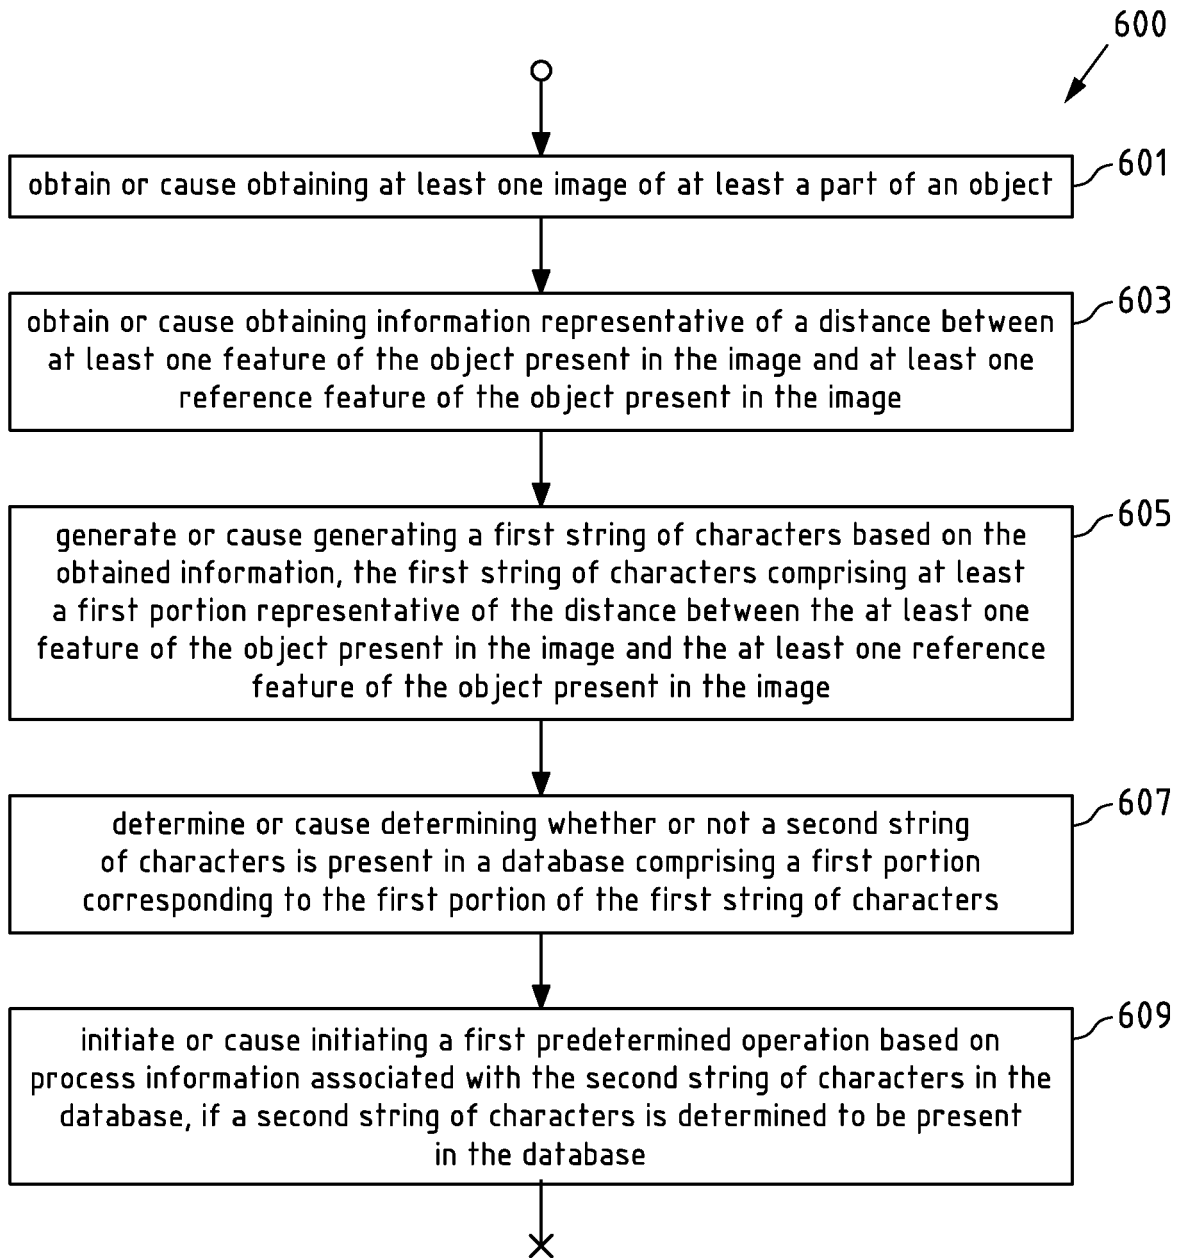 600
601
obtain or cause obtaining at least one image of at least a part of an object
603
obtain or cause obtaining information representative of a distance between
at least one feature of the object present in the image and at least one
reference feature of the object present in the image
605
generate or cause generating a first string of characters based on the
obtained information, the first string of characters comprising at least
a first portion representative of the distance between the at least one
feature of the object present in the image and the at least one reference
feature of the object present in the image
607
determine or cause determining whether or not a second string
of characters is present in a database comprising a first portion
corresponding to the first portion of the first string of characters
609
initiate or cause initiating a first predetermined operation based on
process information associated with the second string of characters in the
database, if a second string of characters is determined to be present
in the database